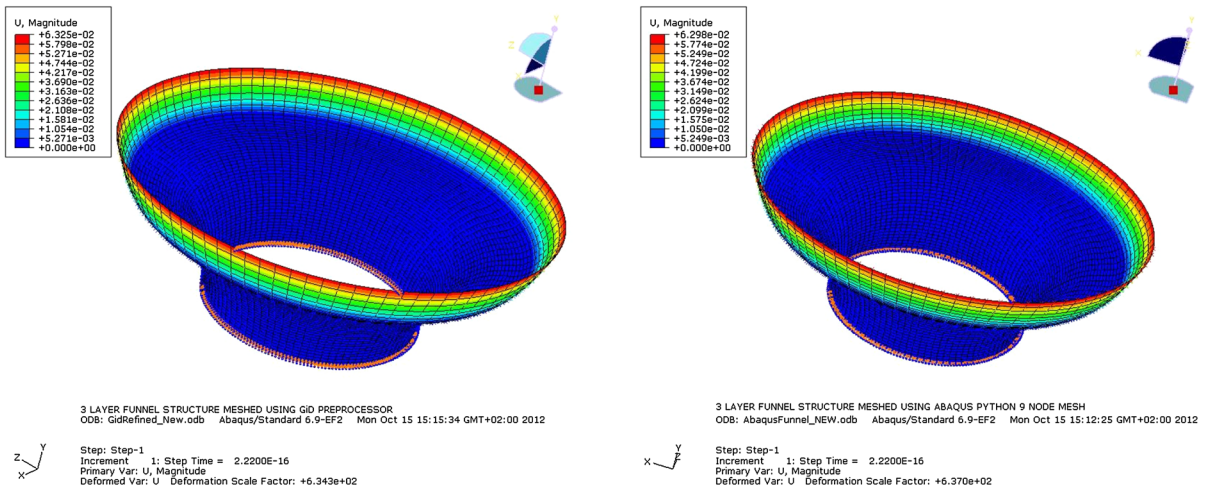 U, Magnitude
+6.325e-02
+5.798e-02
+5.271e-02
+4.744e-02
+4.217e-02
+3.690e-02
+3.163e-02
+2.636e-02
+2.108e-02
+1.581e-02
+1.054e-02
+5.271e-03
+0.000e+00
Y
Z
X
3 LAYER FUNNEL STRUCTURE MESHED USING GiD PREPROCESSOR
ODB: GidRefined_New.odb Abaqus/Standard 6.9-EF2 Mon Oct 15 15:15:34 GMT+02:00 2012
Y
Z
X
Step: Step-1
Increment 1: Step Time = 2.2200E-16
Primary Var: U, Magnitude
Deformed Var: U Deformation Scale Factor: +6.343e+02
U, Magnitude
+6.298e-02
+5.774e-02
+5.249e-02
+4.724e-02
+4.199e-02
+3.674e-02
+3.149e-02
+2.624e-02
+2.099e-02
+1.575e-02
+1.050e-02
+5.249e-03
+0.000e+00
Y
X
3 LAYER FUNNEL STRUCTURE MESHED USING ABAQUS PYTHON 9 NODE MESH
ODB: AbaqusFunnel_NEW.odb Abaqus/Standard 6.9-EF2 Mon Oct 15 15:12:25 GMT+02:00 2012
Y
X
Step: Step-1
Increment 1: Step Time = 2.2200E-16
Primary Var: U, Magnitude
Deformed Var: U Deformation Scale Factor: +6.370e+02